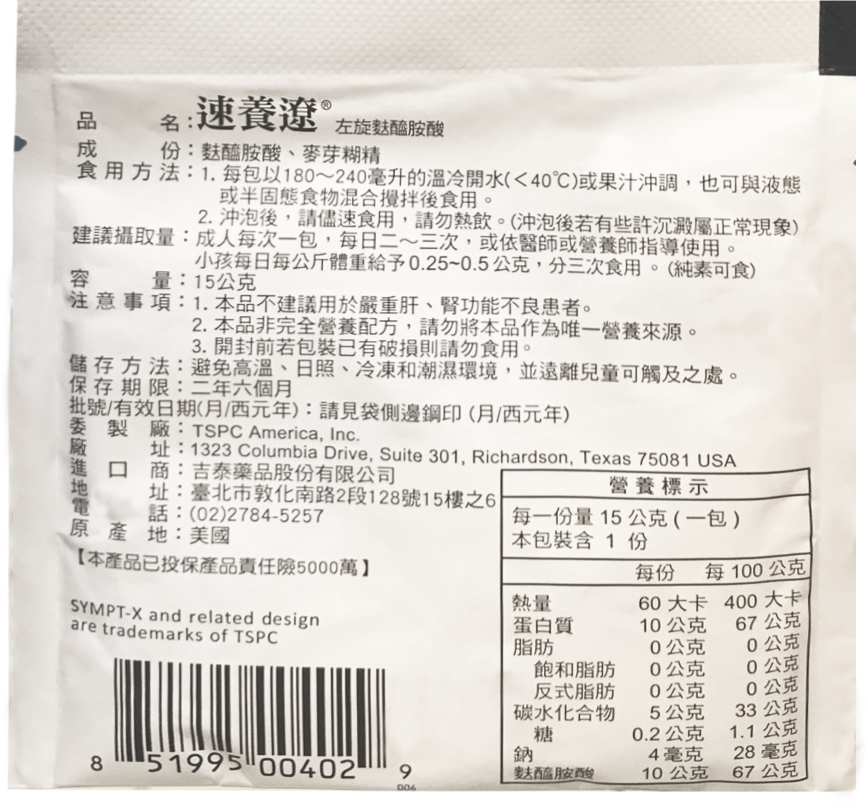 品名:速養遼® 左旋麩醯胺酸
成份:麩醯胺酸、麥芽糊精
食用方法:1. 每包以180～240毫升的溫冷開水(<40℃)或果汁沖調,也可與液態
或半固態食物混合攪拌後食用。
2. 沖泡後,請儘速食用,請勿熱飲。(沖泡後若有些許沉澱屬正常現象)
建議攝取量:成人每次一包,每日二～三次,或依醫師或營養師指導使用。
小孩每日每公斤體重給予0.25~0.5公克,分三次食用。(純素可食)
容量:15公克
注意事項:1. 本品不建議用於嚴重肝、腎功能不良患者。
2. 本品非完全營養配方,請勿將本品作為唯一營養來源。
3. 開封前若包裝已有破損則請勿食用。
儲存方法:避免高溫、日照、冷凍和潮濕環境,並遠離兒童可觸及之處。
保存期限:二年六個月
批號/有效日期(月/西元年):請見袋側邊鋼印 (月/西元年)
委製廠:TSPC America, Inc.
廠址:1323 Columbia Drive, Suite 301, Richardson, Texas 75081 USA
進口商:吉泰藥品股份有限公司
地址:臺北市敦化南路2段128號15樓之6
電話:(02)2784-5257
原產地:美國
【本產品已投保產品責任險5000萬】
SYMPT-X and related design
are trademarks of TSPC
8 51995 00402 9
006
營養標示
每一份量 15 公克 (一包)
本包裝含 1 份
每份 每 100 公克
熱量 60 大卡 400 大卡
蛋白質 10 公克 67 公克
脂肪 0 公克 0 公克
飽和脂肪 0 公克 0 公克
反式脂肪 0 公克 0 公克
碳水化合物 5 公克 33 公克
糖 0.2 公克 1.1 公克
鈉 4 毫克 28 毫克
麩醯胺酸 10 公克 67 公克